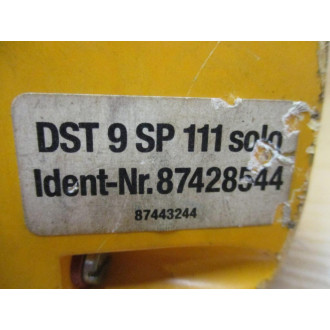 DST 9 SP 111 solo
Ident-Nr. 87428544
87443244